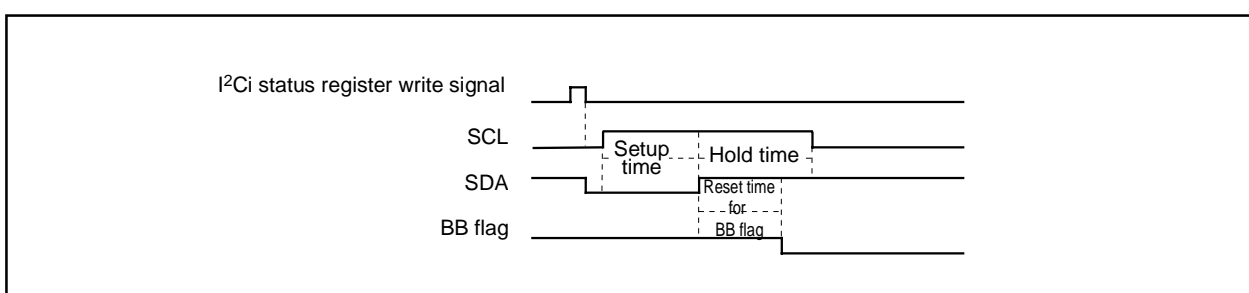 I²Ci status register write signal
SCL
Setup
time
Hold time
SDA
Reset time
for
BB flag
BB flag